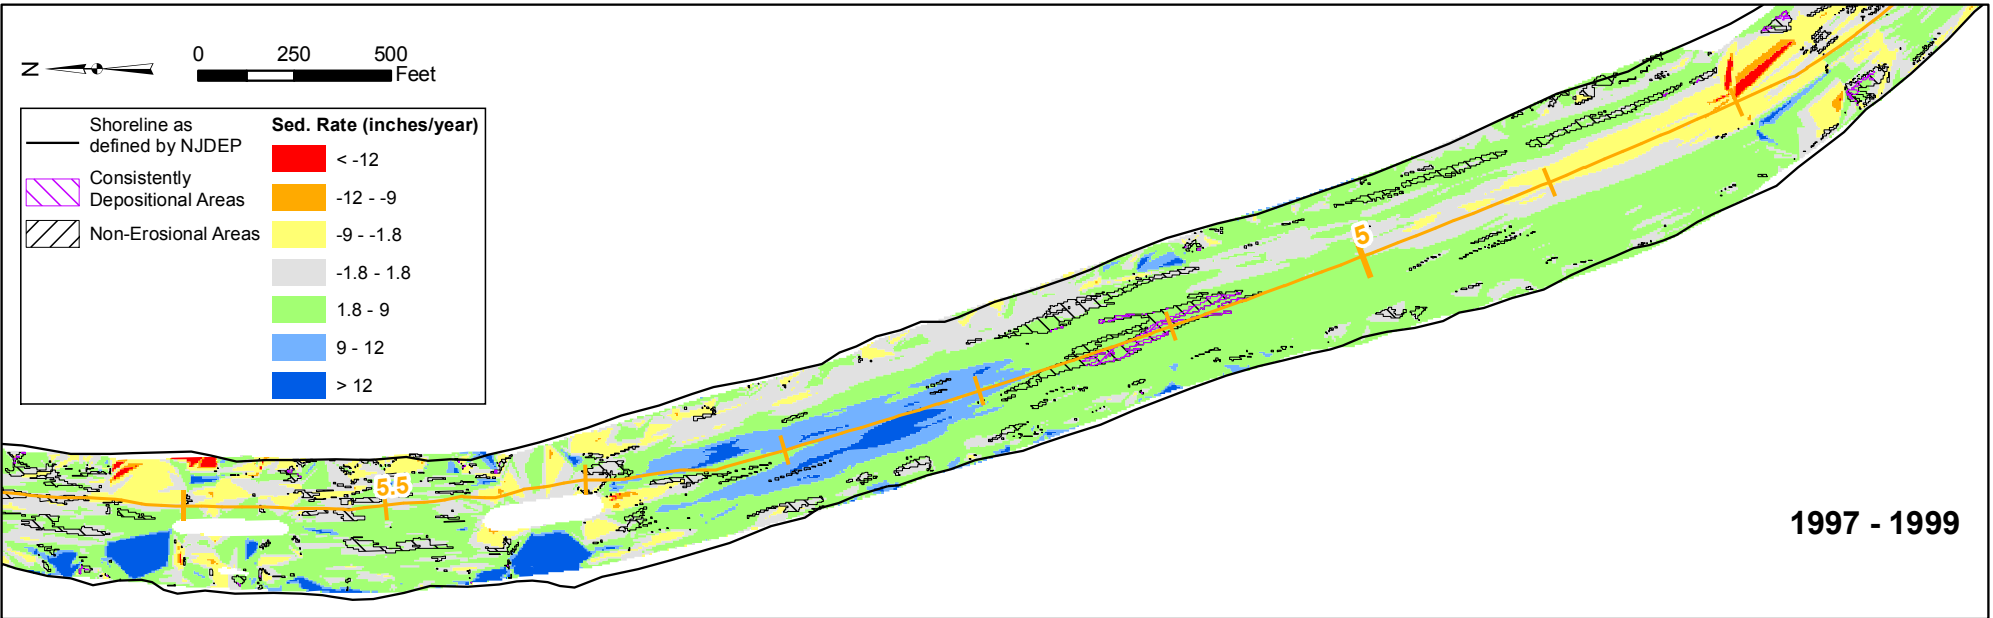 0 250 500
Feet
N
Shoreline as
defined by NJDEP
Consistently
Depositional Areas
Non-Erosional Areas
Sed. Rate (inches/year)
< -12
-12 - -9
-9 - -1.8
-1.8 - 1.8
1.8 - 9
9 - 12
> 12
5
5.5
1997 - 1999